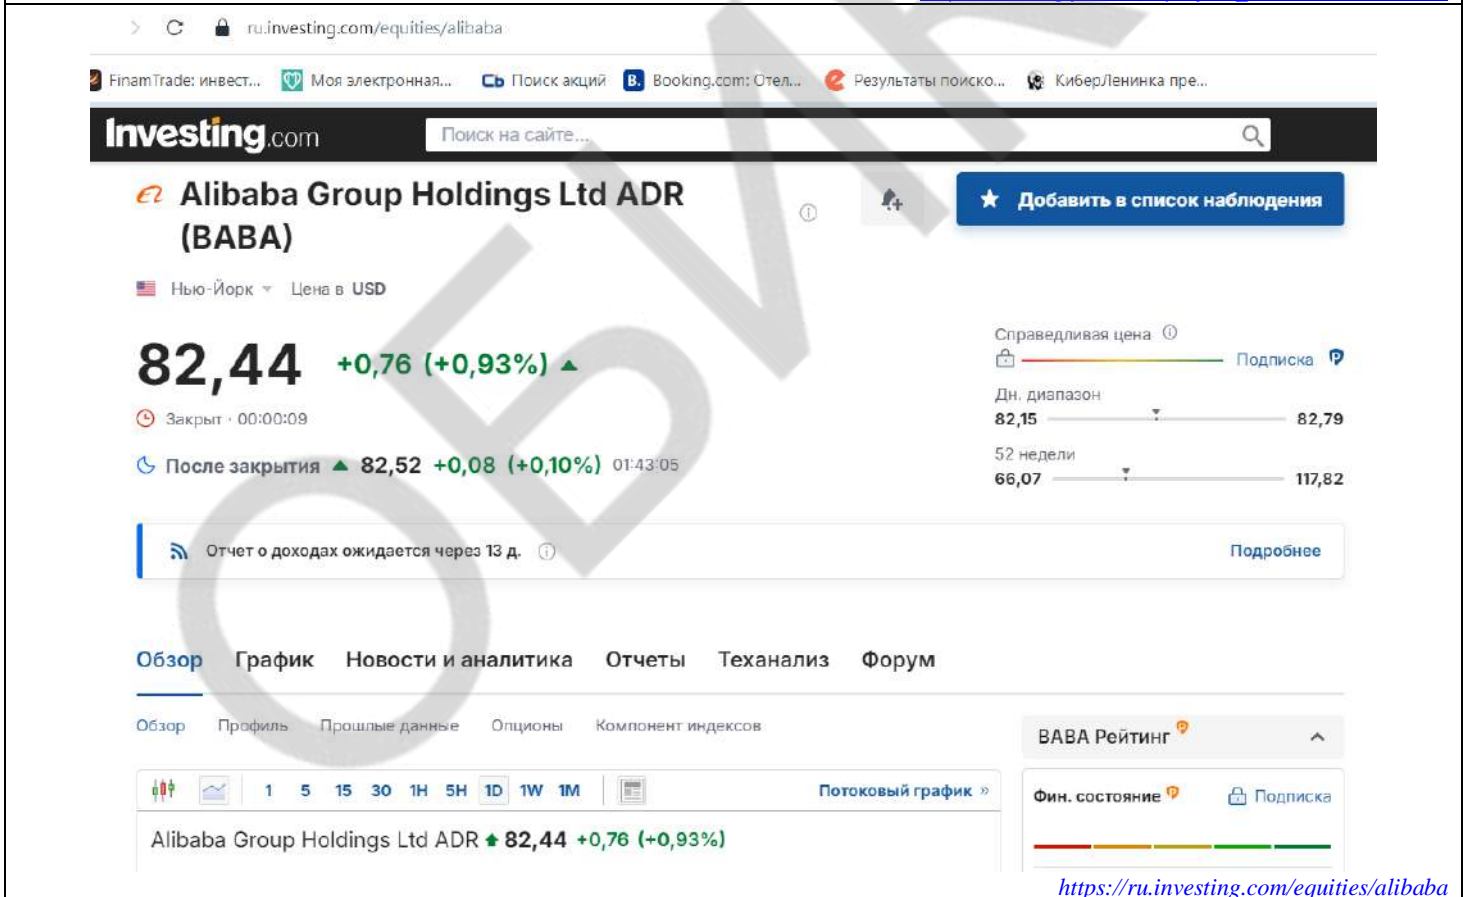 ru.investing.com/equities/alibaba
FinamTrade: инвест... Моя электронная... Cb Поиск акций B. Booking.com: Отел... Результаты поиско... КиберЛенинка пре...
Investing.com Поиск на сайте...
Alibaba Group Holdings Ltd ADR
(BABA)
Добавить в список наблюдения
Нью-Йорк Цена в USD
82,44 +0,76 (+0,93%)
Закрыт · 00:00:09
После закрытия 82,52 +0,08 (+0,10%) 01:43:05
Справедливая цена
Подписка
Дн. диапазон
82,15 82,79
52 недели
66,07 117,82
Отчет о доходах ожидается через 13 д. Подробнее
Обзор График Новости и аналитика Отчеты Теханализ Форум
Обзор Профиль Прошлые данные Опционы Компонент индексов
1 5 15 30 1H 5H 1D 1W 1M Потоковый график »
Alibaba Group Holdings Ltd ADR 82,44 +0,76 (+0,93%)
BABA Рейтинг
Фин. состояние Подписка
https://ru.investing.com/equities/alibaba